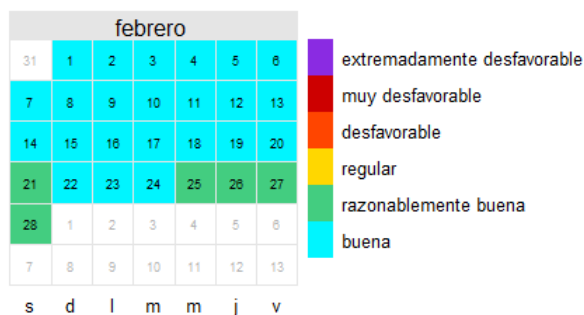 febrero
31 1 2 3 4 5 6
7 8 9 10 11 12 13
14 15 16 17 18 19 20
21 22 23 24 25 26 27
28 1 2 3 4 5 6
7 8 9 10 11 12 13
s d l m m j v
extremadamente desfavorable
muy desfavorable
desfavorable
regular
razonablemente buena
buena